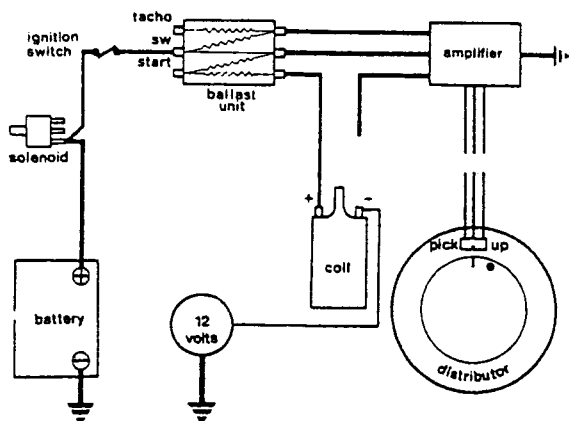 tacho
sw
start
ignition
switch
ballast
unit
amplifier
solenoid
+ −
coil
pick up
battery
12
volts
distributor